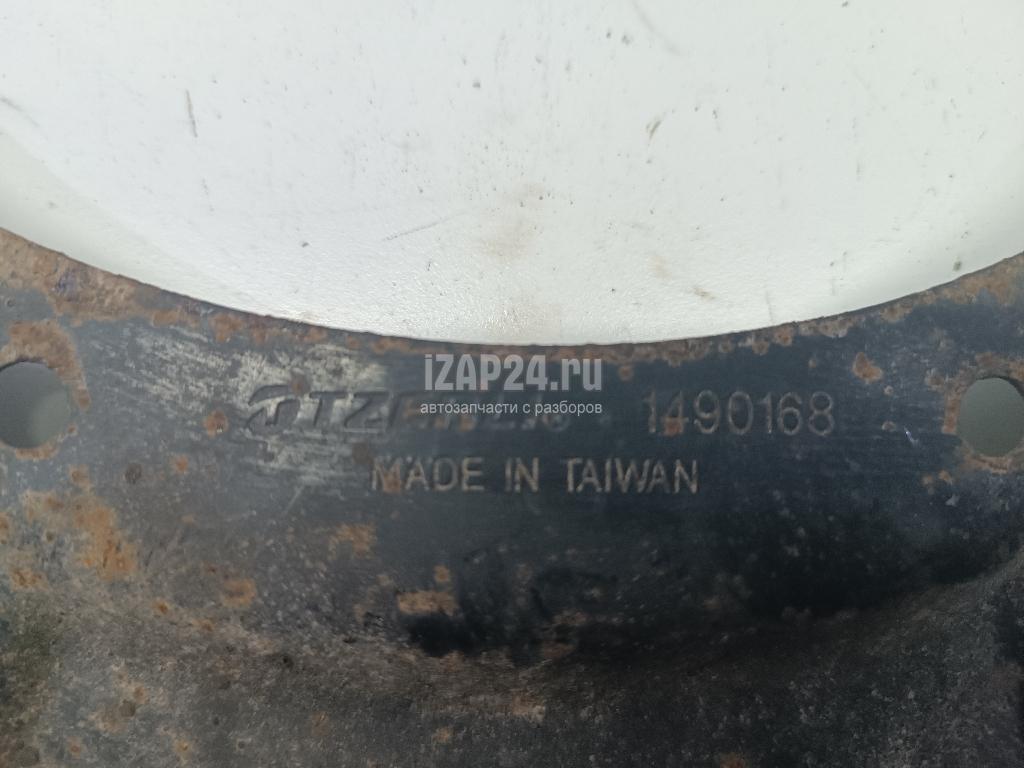 iZAP24.ru
автозапчасти с разборов
1490168
MADE IN TAIWAN